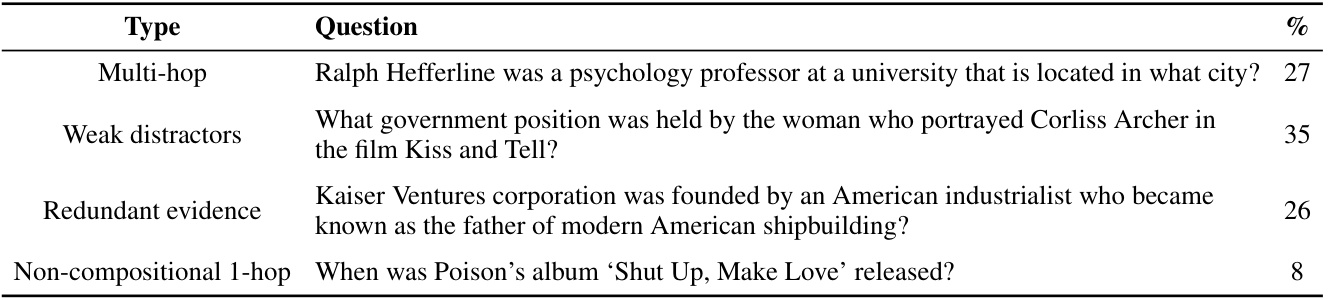 Type Question %
Multi-hop Ralph Hefferline was a psychology professor at a university that is located in what city? 27
Weak distractors What government position was held by the woman who portrayed Corliss Archer in
the film Kiss and Tell? 35
Redundant evidence Kaiser Ventures corporation was founded by an American industrialist who became
known as the father of modern American shipbuilding? 26
Non-compositional 1-hop When was Poison’s album ‘Shut Up, Make Love’ released? 8